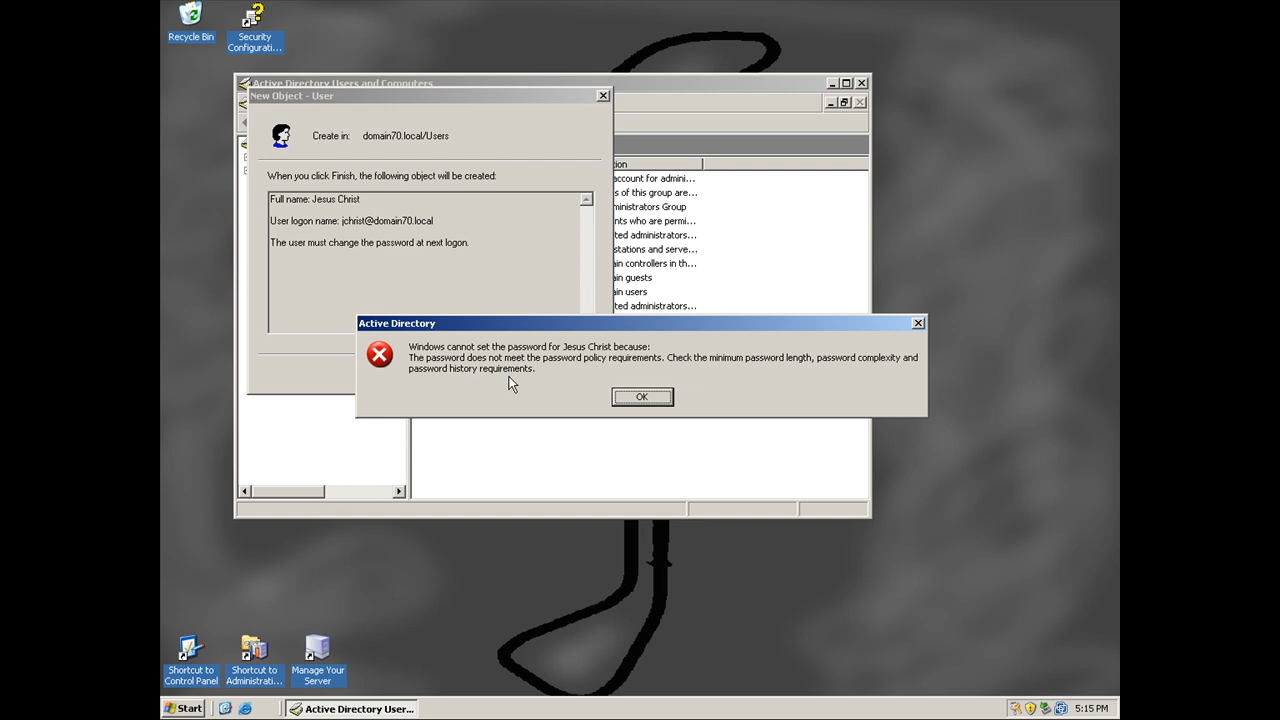 Recycle Bin
Security
Configurati...
Active Directory Users and Computers
New Object - User
Create in: domain70.local/Users
When you click Finish, the following object will be created:
Full name: Jesus Christ
User logon name: jchrist@domain70.local
The user must change the password at next logon.
ion
account for admini...
s of this group are...
ministrators Group
nts who are permi...
ted administrators...
stations and serve...
ain controllers in th...
ain guests
ain users
ted administrators...
Active Directory
Windows cannot set the password for Jesus Christ because:
The password does not meet the password policy requirements. Check the minimum password length, password complexity and
password history requirements.
OK
Shortcut to
Control Panel
Shortcut to
Administrati...
Manage Your
Server
Start
Active Directory User...
5:15 PM